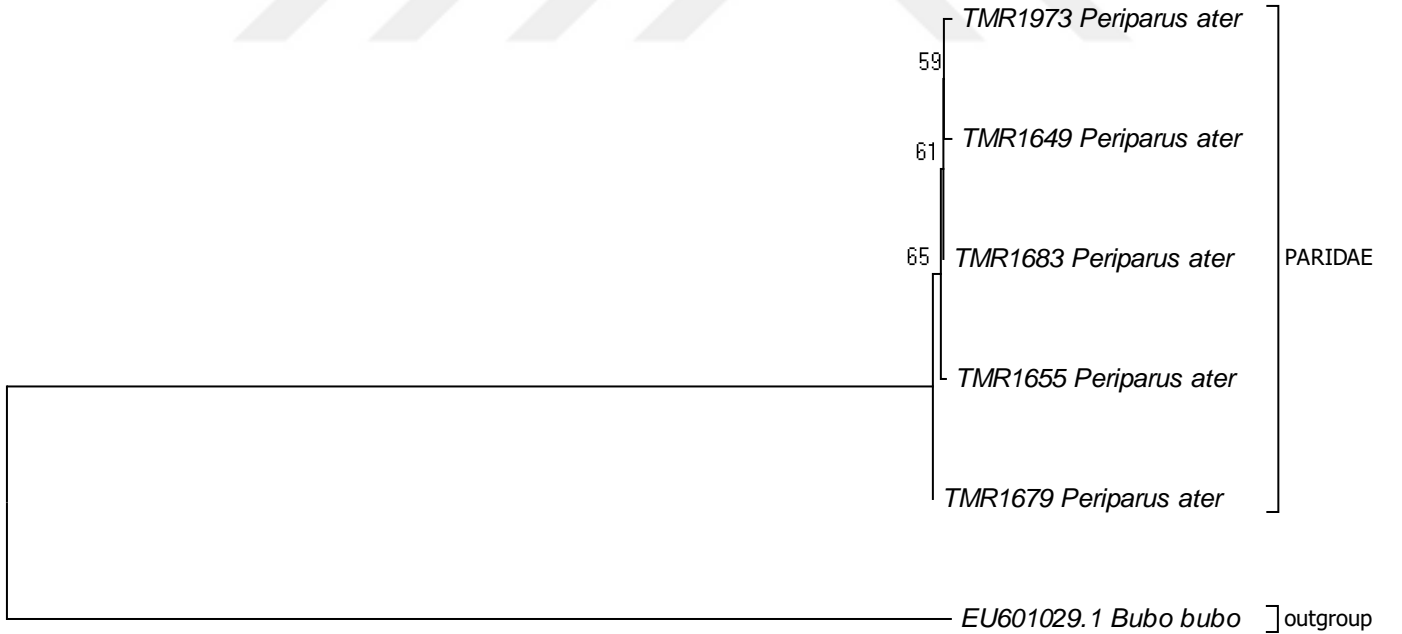 TMR1973 Periparus ater
59
TMR1649 Periparus ater
61
65
TMR1683 Periparus ater
PARIDAE
TMR1655 Periparus ater
TMR1679 Periparus ater
EU601029.1 Bubo bubo
outgroup